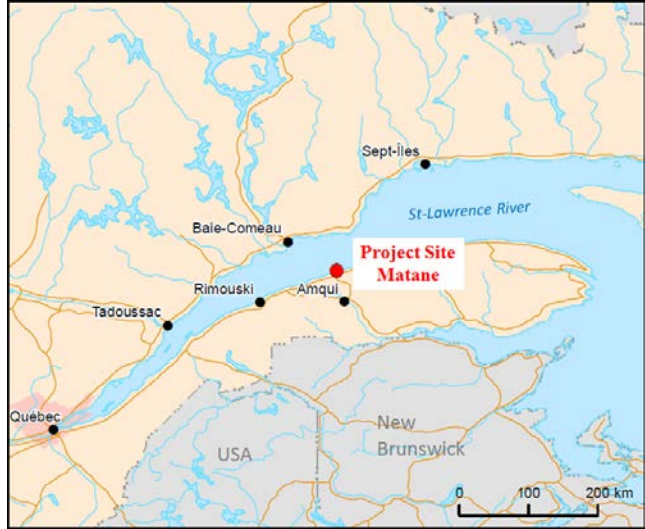 Sept-Îles
St-Lawrence River
Baie-Comeau
Project Site
Matane
Rimouski
Amqui
Tadoussac
Québec
New
Brunswick
USA
0 100 200 km